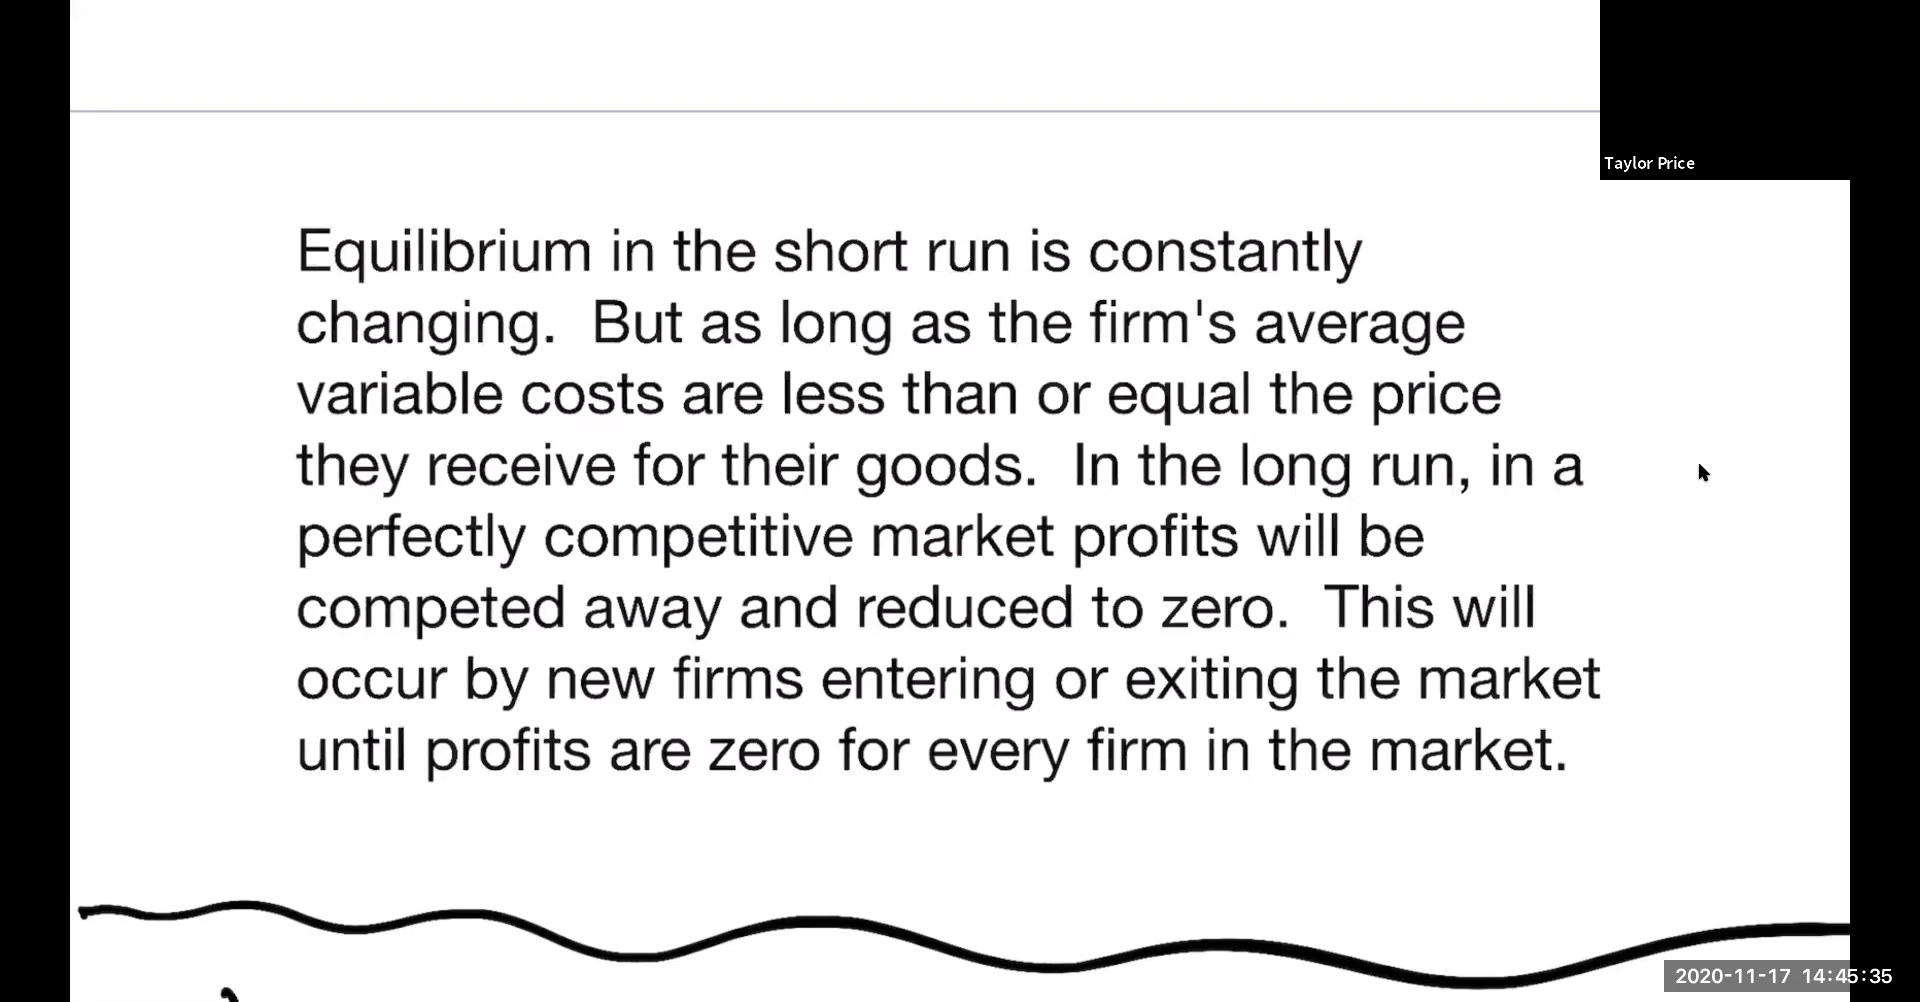 Taylor Price
Equilibrium in the short run is constantly
changing.  But as long as the firm's average
variable costs are less than or equal the price
they receive for their goods.  In the long run, in a
perfectly competitive market profits will be
competed away and reduced to zero.  This will
occur by new firms entering or exiting the market
until profits are zero for every firm in the market.
2020-11-17 14:45:35